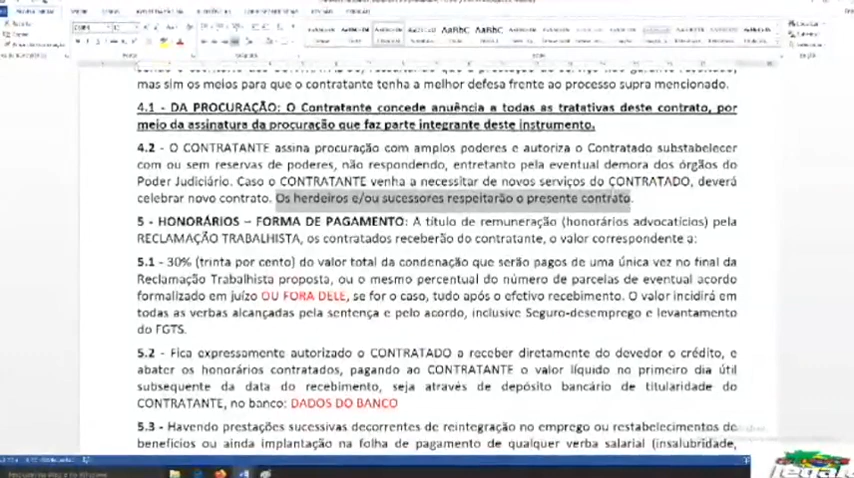 mas sim os meios para que o contratante tenha a melhor defesa frente ao processo supra mencionado.
4.1 - DA PROCURAÇÃO: O Contratante concede anuência a todas as tratativas deste contrato, por
meio da assinatura da procuração que faz parte integrante deste instrumento.
4.2 - O CONTRATANTE assina procuração com amplos poderes e autoriza o Contratado substabelecer
com ou sem reservas de poderes, não respondendo, entretanto pela eventual demora dos órgãos do
Poder Judiciário. Caso o CONTRATANTE venha a necessitar de novos serviços do CONTRATADO, deverá
celebrar novo contrato. Os herdeiros e/ou sucessores respeitarão o presente contrato.
5 - HONORÁRIOS – FORMA DE PAGAMENTO: A título de remuneração (honorários advocatícios) pela
RECLAMAÇÃO TRABALHISTA, os contratados receberão do contratante, o valor correspondente a:
5.1 - 30% (trinta por cento) do valor total da condenação que serão pagos de uma única vez no final da
Reclamação Trabalhista proposta, ou o mesmo percentual do número de parcelas de eventual acordo
formalizado em juízo OU FORA DELE, se for o caso, tudo após o efetivo recebimento. O valor incidirá em
todas as verbas alcançadas pela sentença e pelo acordo, inclusive Seguro-desemprego e levantamento
do FGTS.
5.2 - Fica expressamente autorizado o CONTRATADO a receber diretamente do devedor o crédito, e
abater os honorários contratados, pagando ao CONTRATANTE o valor líquido no primeiro dia útil
subsequente da data do recebimento, seja através de depósito bancário de titularidade do
CONTRATANTE, no banco: DADOS DO BANCO
5.3 - Havendo prestações sucessivas decorrentes de reintegração no emprego ou restabelecimentos de
benefícios ou ainda implantação na folha de pagamento de qualquer verba salarial (insalubridade,
legale